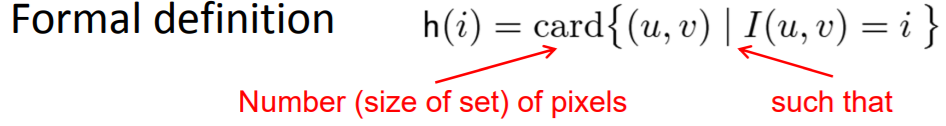 Formal definition h(i) = card{(u, v) | I(u, v) = i }
Number (size of set) of pixels such that